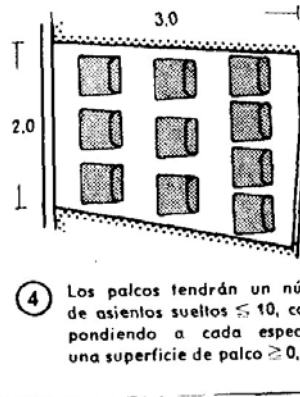 3.0
2.0
4 Los palcos tendrán un nú
de asientos sueltos ≤ 10, co
pondiendo a cada espec
una superficie de palco ≥ 0,